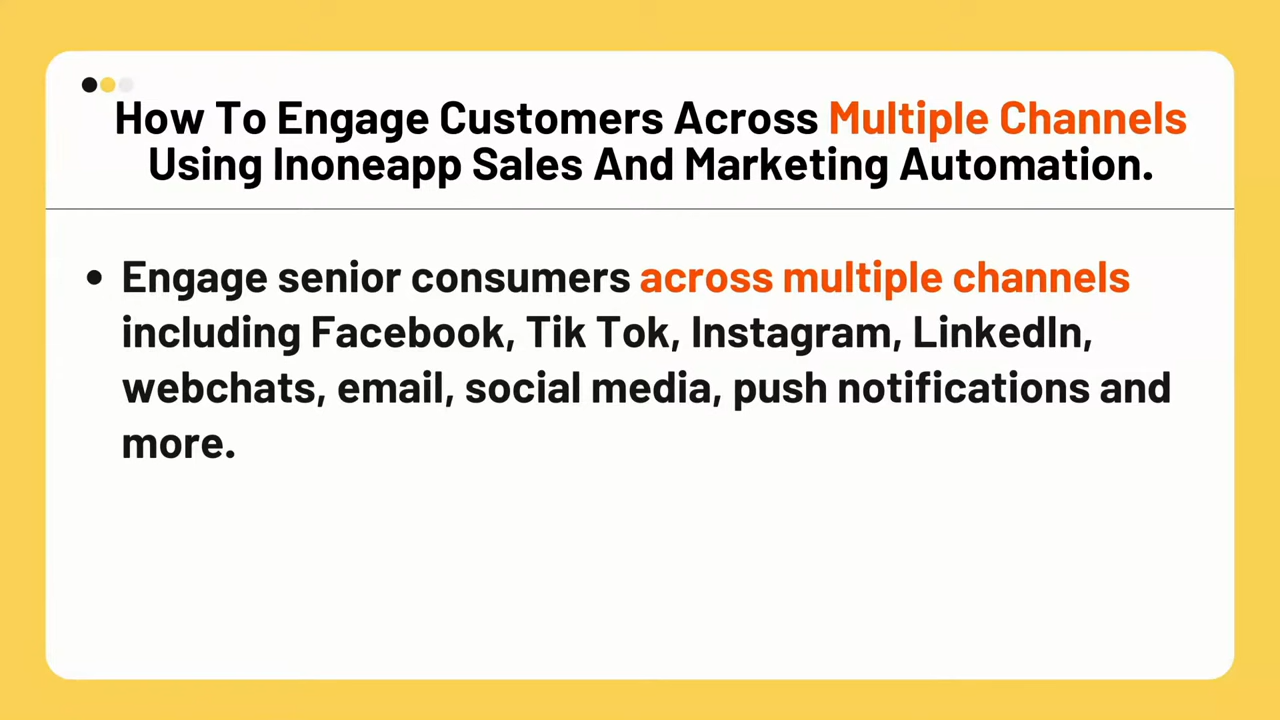 How To Engage Customers Across Multiple Channels
Using Inoneapp Sales And Marketing Automation.
• Engage senior consumers across multiple channels
including Facebook, Tik Tok, Instagram, LinkedIn,
webchats, email, social media, push notifications and
more.